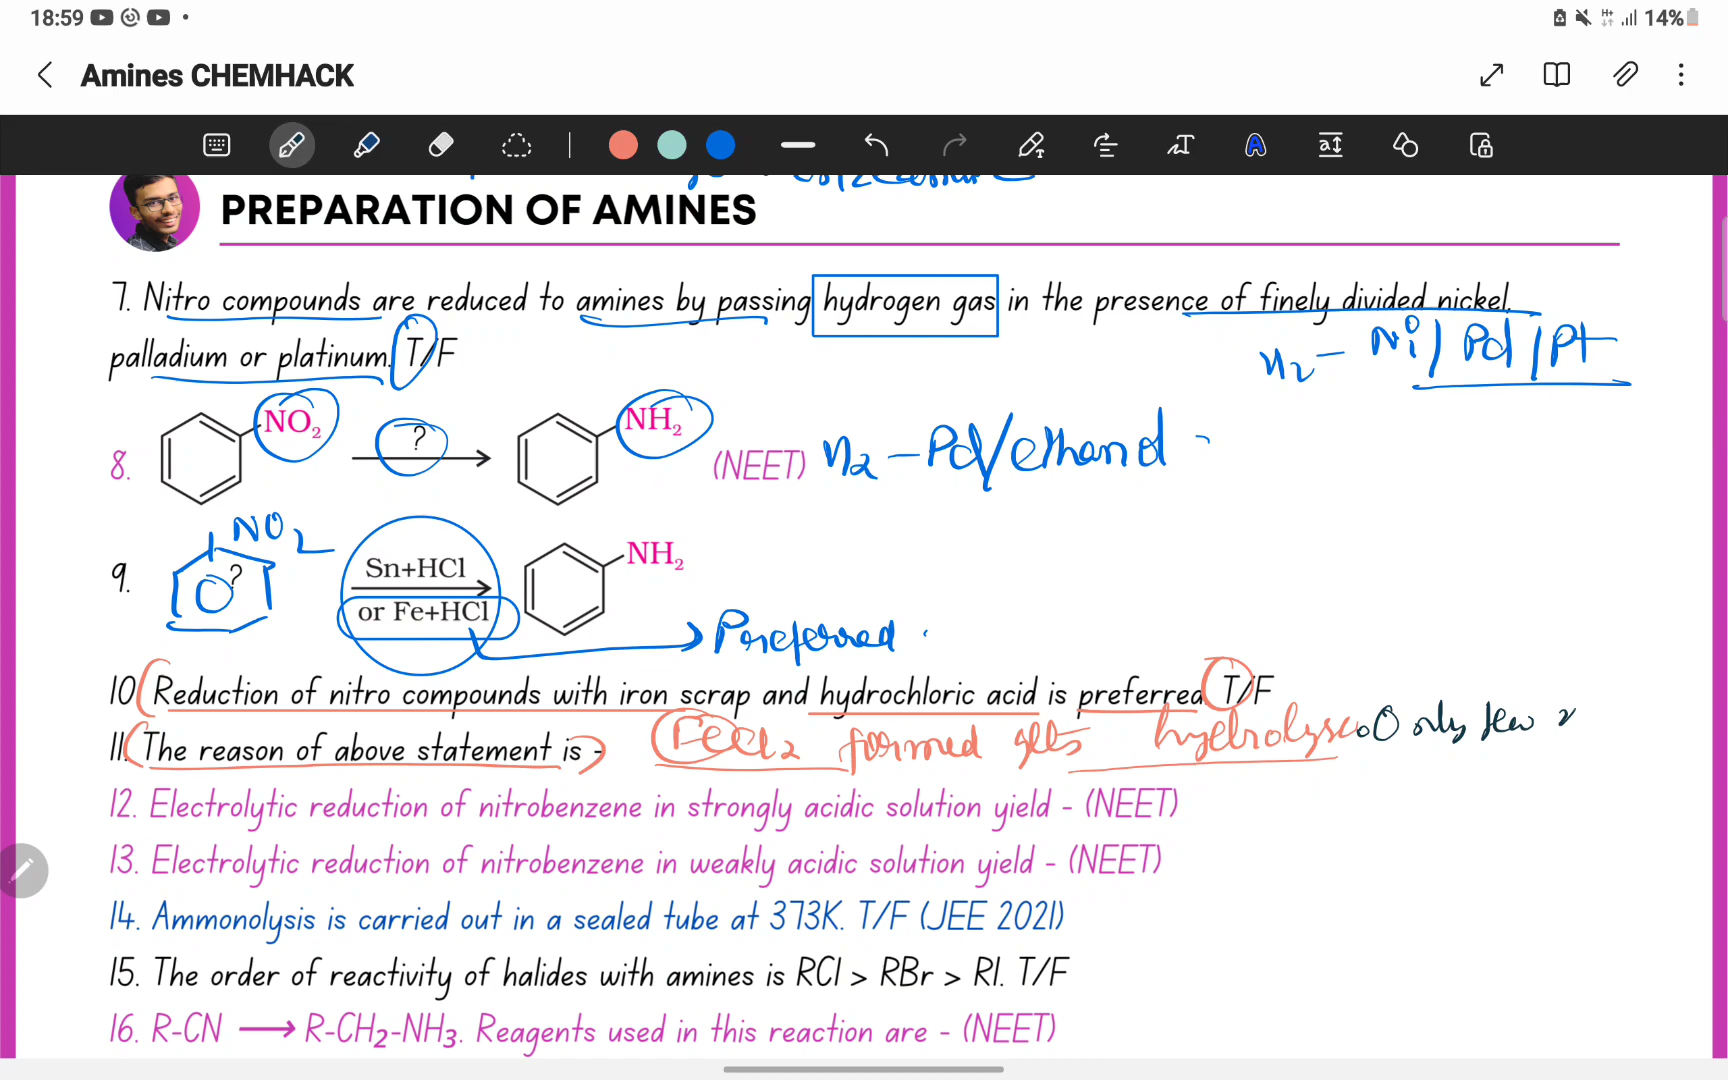 18:59
H+
14%
Amines CHEMHACK
PREPARATION OF AMINES
7. Nitro compounds are reduced to amines by passing hydrogen gas in the presence of finely divided nickel,
palladium or platinum. T/F
H2 - Ni / Pd / Pt
8. NO2 ? NH2 (NEET) H2 - Pd/ethanol
9. NO2 ? Sn+HCl or Fe+HCl NH2
Preferred
10. Reduction of nitro compounds with iron scrap and hydrochloric acid is preferred T/F
11. The reason of above statement is - FeCl2 formed gets hydrolysed Only few
12. Electrolytic reduction of nitrobenzene in strongly acidic solution yield - (NEET)
13. Electrolytic reduction of nitrobenzene in weakly acidic solution yield - (NEET)
14. Ammonolysis is carried out in a sealed tube at 373K. T/F (JEE 2021)
15. The order of reactivity of halides with amines is RCl > RBr > RI. T/F
16. R-CN ⟶ R-CH2-NH3. Reagents used in this reaction are - (NEET)